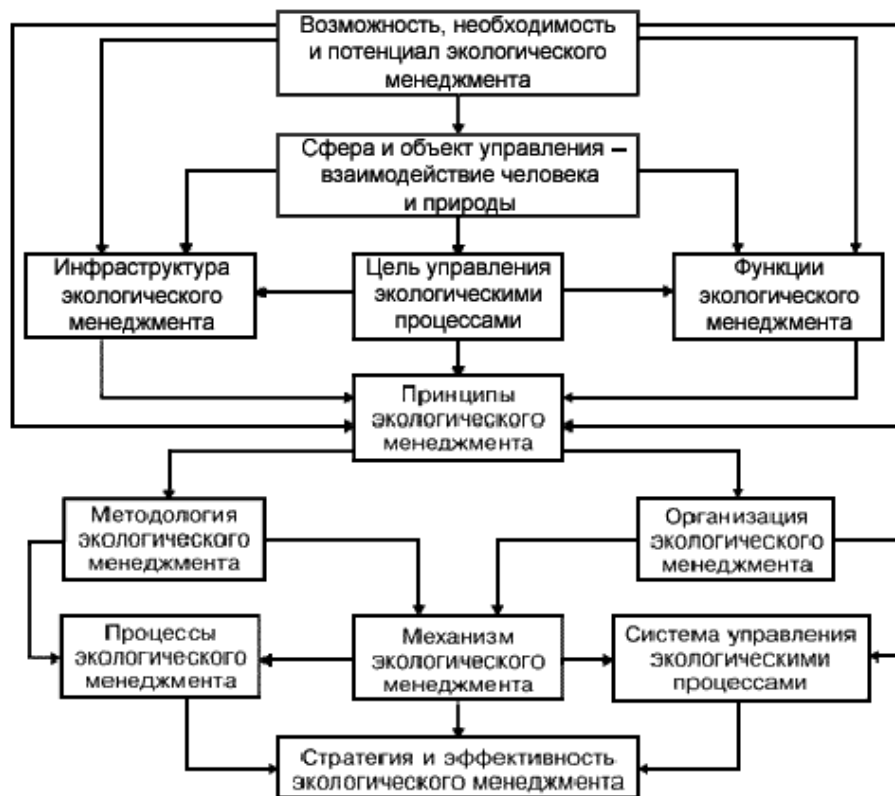 Возможность, необходимость
и потенциал экологического
менеджмента
Сфера и объект управления –
взаимодействие человека
и природы
Инфраструктура
экологического
менеджмента
Цель управления
экологическими
процессами
Функции
экологического
менеджмента
Принципы
экологического
менеджмента
Методология
экологического
менеджмента
Организация
экологического
менеджмента
Процессы
экологического
менеджмента
Механизм
экологического
менеджмента
Система управления
экологическими
процессами
Стратегия и эффективность
экологического менеджмента